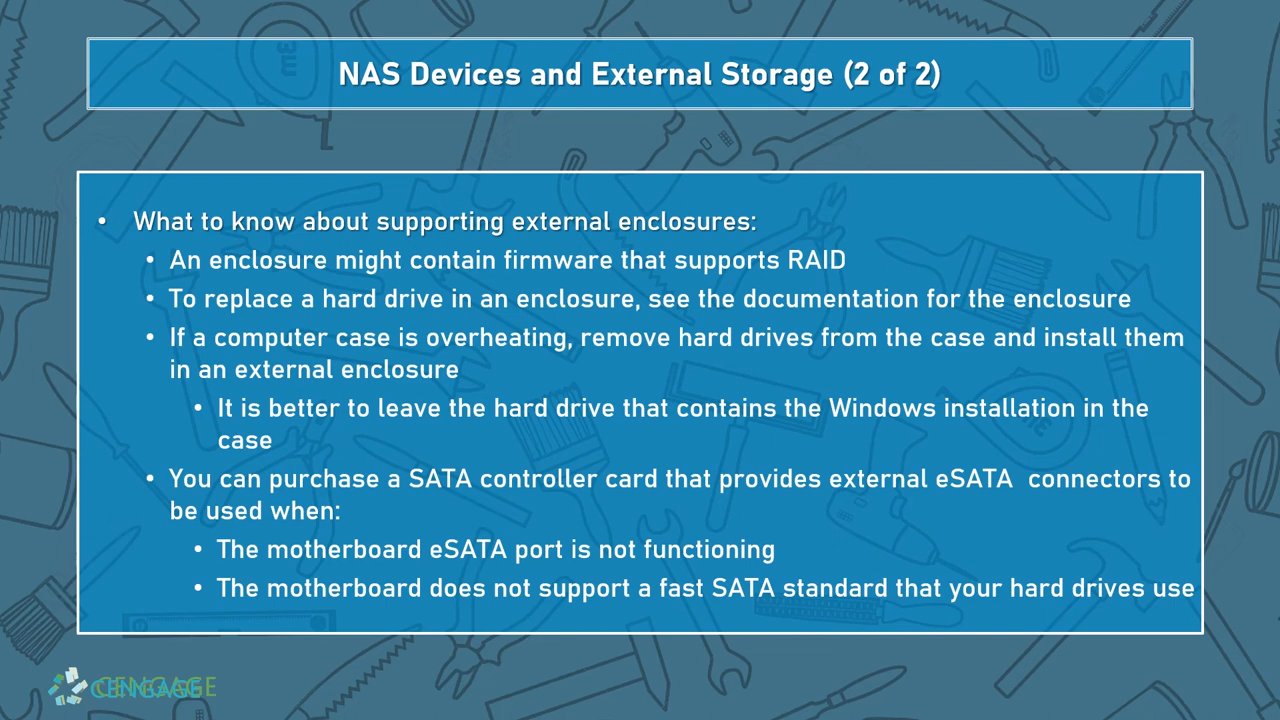 NAS Devices and External Storage (2 of 2)
• What to know about supporting external enclosures:
• An enclosure might contain firmware that supports RAID
• To replace a hard drive in an enclosure, see the documentation for the enclosure
• If a computer case is overheating, remove hard drives from the case and install them
in an external enclosure
• It is better to leave the hard drive that contains the Windows installation in the
case
• You can purchase a SATA controller card that provides external eSATA connectors to
be used when:
• The motherboard eSATA port is not functioning
• The motherboard does not support a fast SATA standard that your hard drives use
CENGAGE